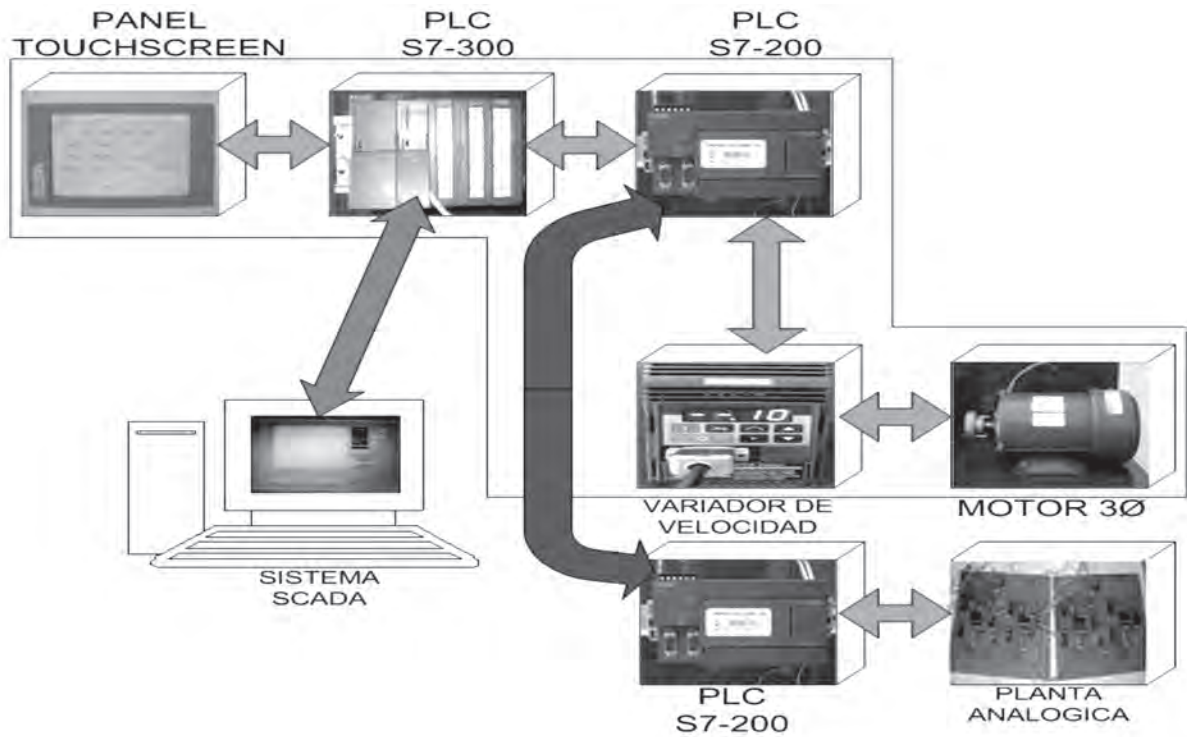 PANEL
TOUCHSCREEN
PLC
S7-300
PLC
S7-200
10
VARIADOR DE
VELOCIDAD
MOTOR 3Ø
SISTEMA
SCADA
PLC
S7-200
PLANTA
ANALOGICA